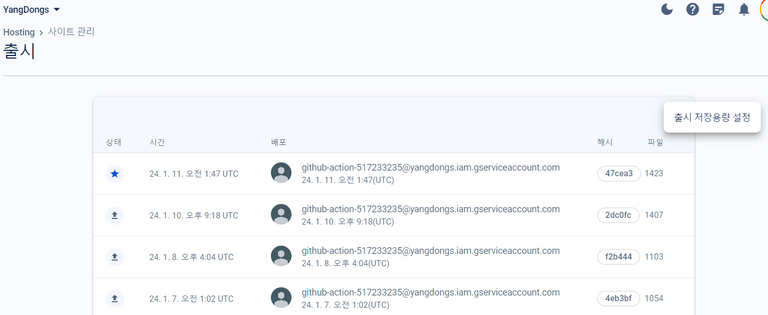 YangDongs
Hosting > 사이트 관리
출시
출시 저장용량 설정
상태 시간 배포 해시 파일
24. 1. 11. 오전 1:47 UTC github-action-517233235@yangdongs.iam.gserviceaccount.com 47cea3 1423
24. 1. 11. 오전 1:47(UTC)
24. 1. 10. 오후 9:18 UTC github-action-517233235@yangdongs.iam.gserviceaccount.com 2dc0fc 1407
24. 1. 10. 오후 9:18(UTC)
24. 1. 8. 오후 4:04 UTC github-action-517233235@yangdongs.iam.gserviceaccount.com f2b444 1103
24. 1. 8. 오후 4:04(UTC)
24. 1. 7. 오전 1:02 UTC github-action-517233235@yangdongs.iam.gserviceaccount.com 4eb3bf 1054
24. 1. 7. 오전 1:02(UTC)